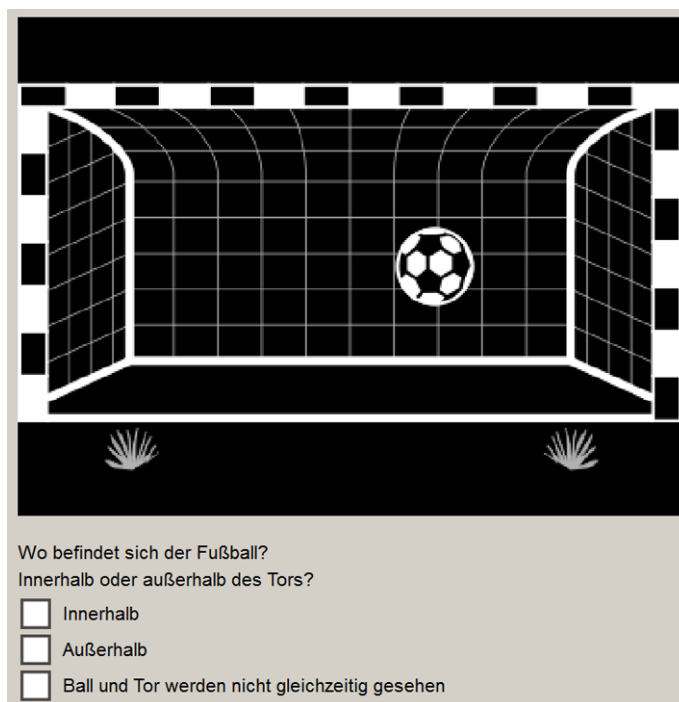 Wo befindet sich der Fußball?
Innerhalb oder außerhalb des Tors?
Innerhalb
Außerhalb
Ball und Tor werden nicht gleichzeitig gesehen